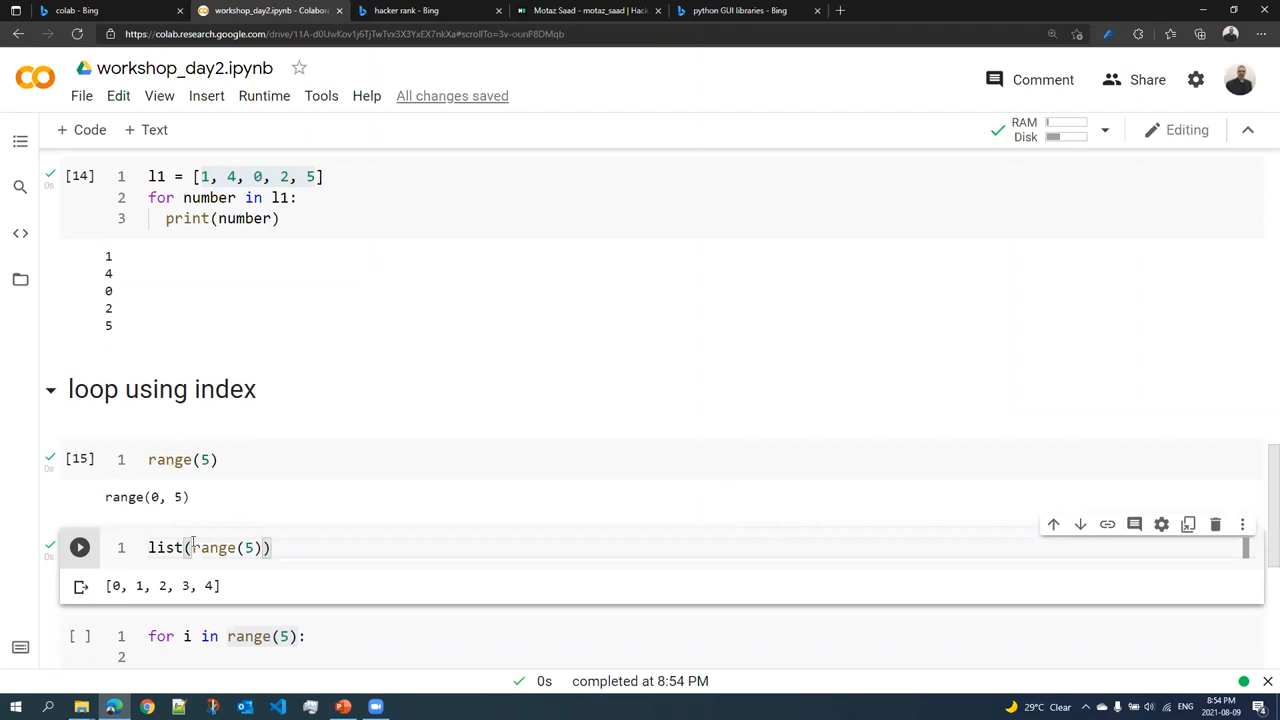 colab - Bing
workshop_day2.ipynb - Colabora
hacker rank - Bing
Motaz Saad - motaz_saad | Hac
python GUI libraries - Bing
https://colab.research.google.com/drive/11A-d0UwKov1j6TjTwTvx3X3YxEX7nkXa#scrollTo=3v-ounP8DMqb
workshop_day2.ipynb
Comment
Share
File Edit View Insert Runtime Tools Help All changes saved
+ Code + Text
RAM
Disk
Editing
[14] 1 l1 = [1, 4, 0, 2, 5]
0s
2 for number in l1:
3 print(number)
1
4
0
2
5
loop using index
[15] 1 range(5)
0s
range(0, 5)
1 list(range(5))
0s
[0, 1, 2, 3, 4]
[ ] 1 for i in range(5):
2
0s completed at 8:54 PM
29°C Clear
ENG
8:54 PM
2021-08-09